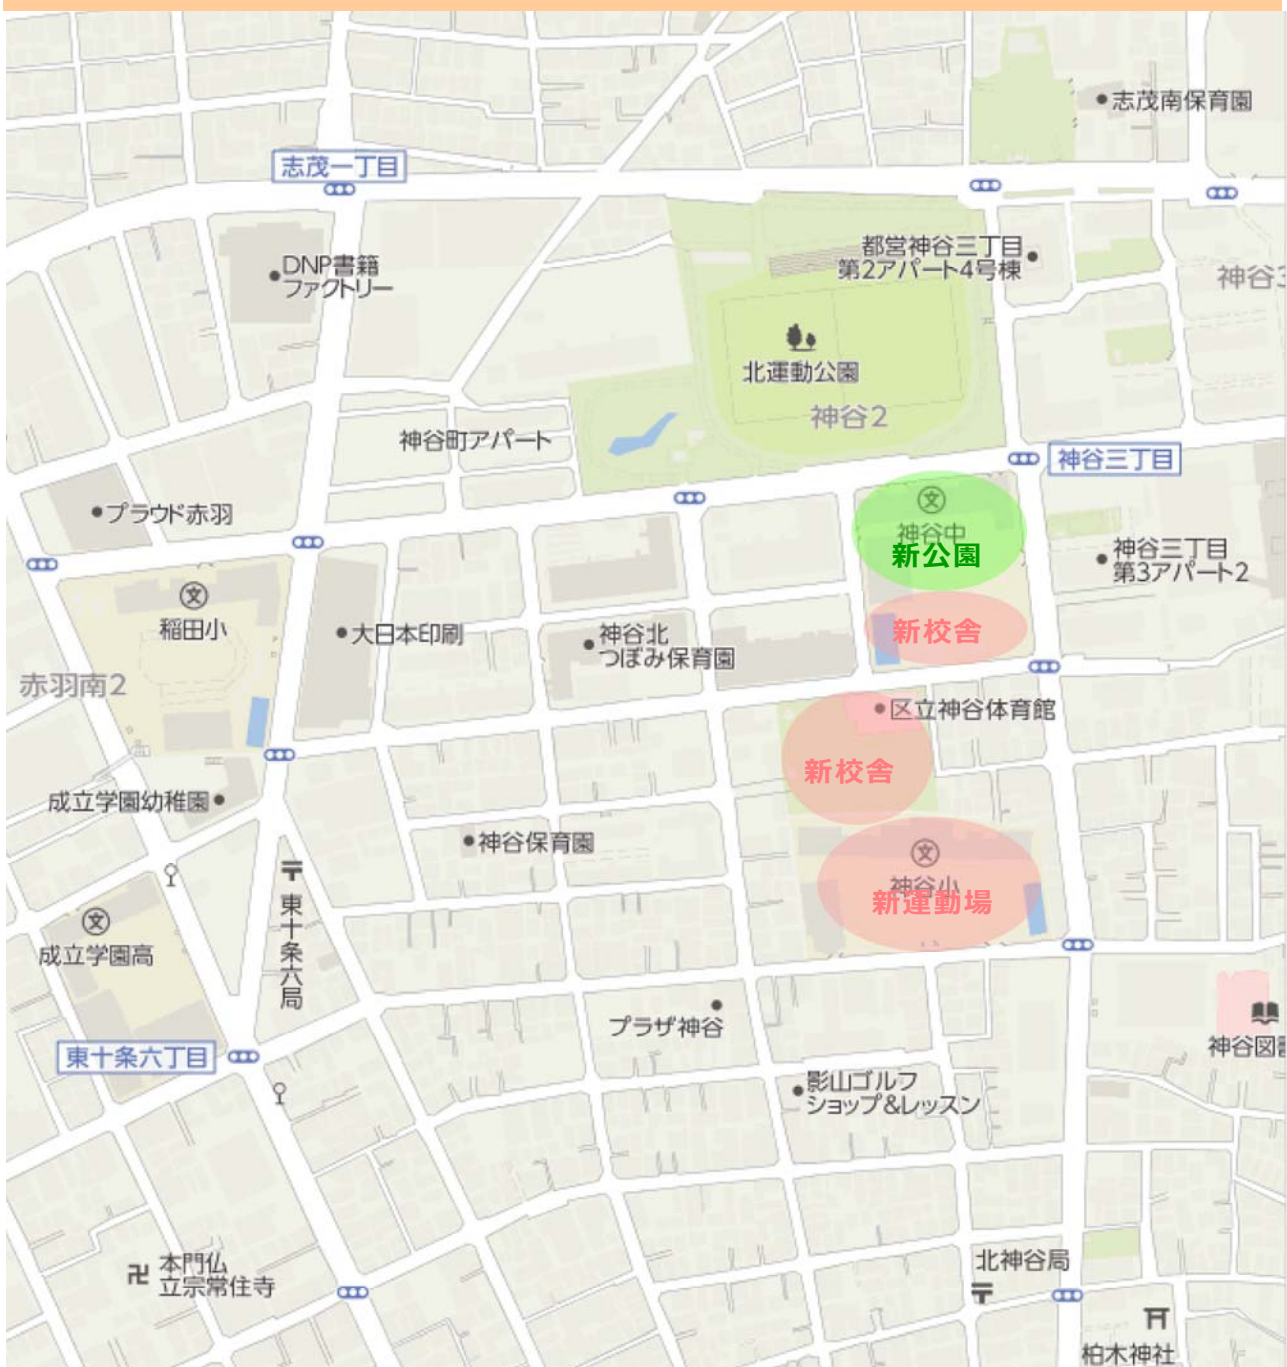 志茂南保育園
志茂一丁目
DNP書籍
ファクトリー
都営神谷三丁目
第2アパート4号棟
神谷3
北運動公園
神谷2
神谷町アパート
神谷三丁目
プラウド赤羽
文
神谷中
新公園
神谷三丁目
第3アパート2
文
稲田小
大日本印刷
神谷北
つぼみ保育園
新校舎
赤羽南2
区立神谷体育館
新校舎
成立学園幼稚園
神谷保育園
文
神谷小
新運動場
東十条六局
文
成立学園高
プラザ神谷
神谷図
東十条六丁目
影山ゴルフ
ショップ&レッスン
本門仏
立宗常住寺
北神谷局
柏木神社